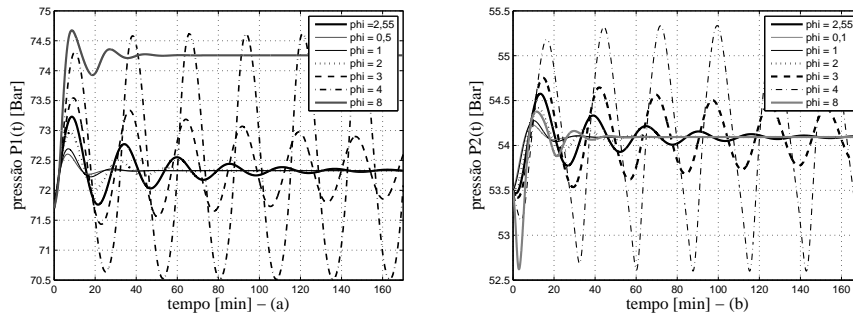 pressão P1(t) [Bar]
75
74.5
74
73.5
73
72.5
72
71.5
71
70.5
0 20 40 60 80 100 120 140 160
tempo [min] – (a)
phi =2,55
phi = 0,5
phi = 1
phi = 2
phi = 3
phi = 4
phi = 8
pressão P2(t) [Bar]
55.5
55
54.5
54
53.5
53
52.5
0 20 40 60 80 100 120 140 160
tempo [min] – (b)
phi = 2,55
phi = 0,1
phi = 1
phi = 2
phi = 3
phi = 4
phi = 8